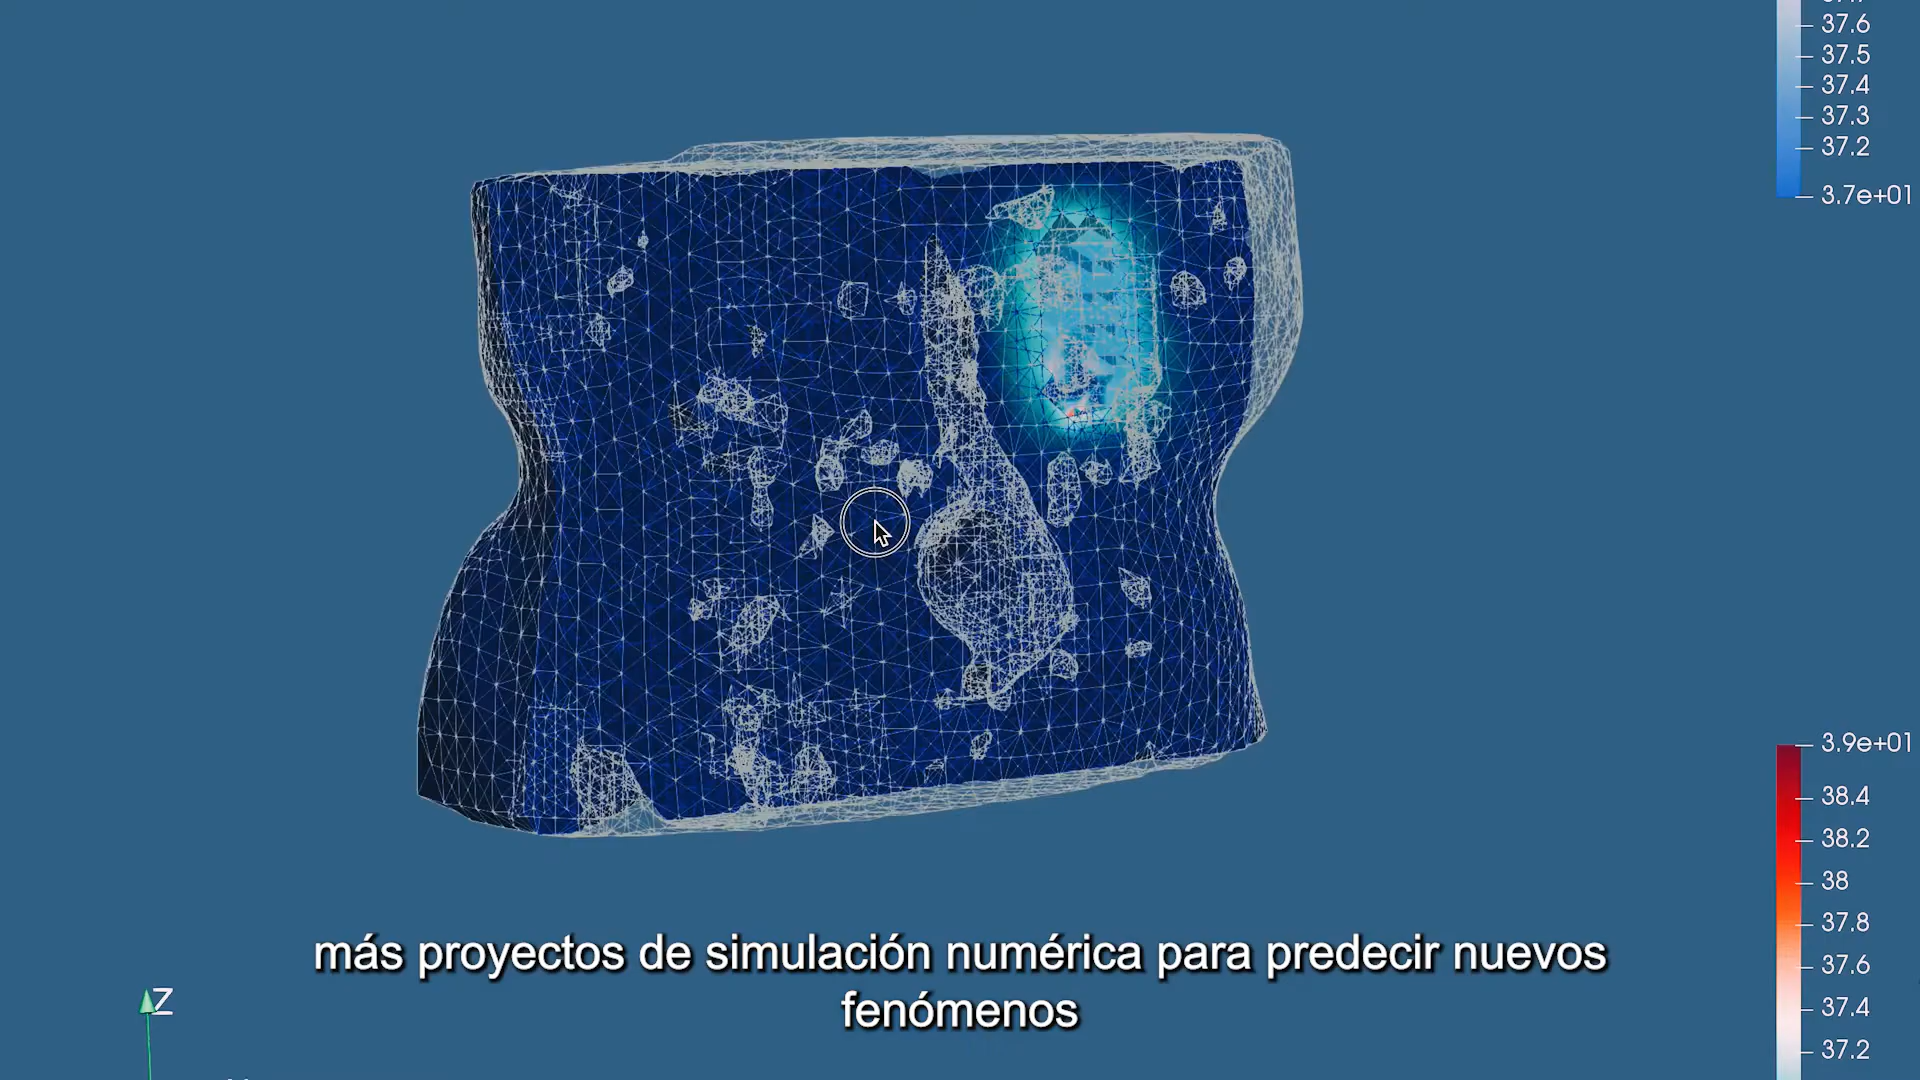 37.6
37.5
37.4
37.3
37.2
3.7e+01
3.9e+01
38.4
38.2
38
37.8
37.6
37.4
37.2
más proyectos de simulación numérica para predecir nuevos
fenómenos
Z